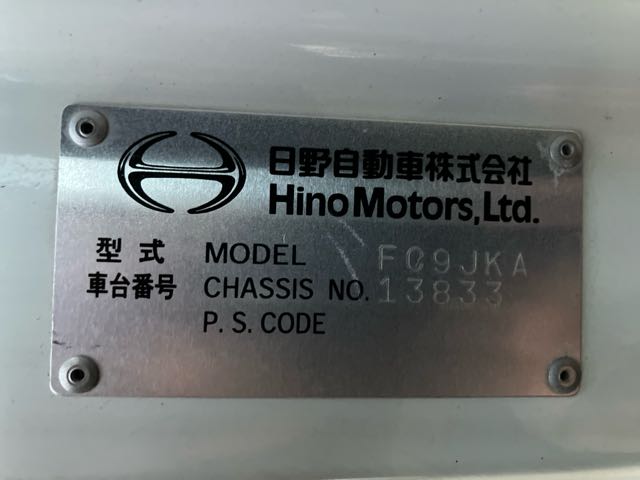 日野自動車株式会社
Hino Motors, Ltd.
型式 MODEL FC9JKA
車台番号 CHASSIS NO. 13833
P. S. CODE